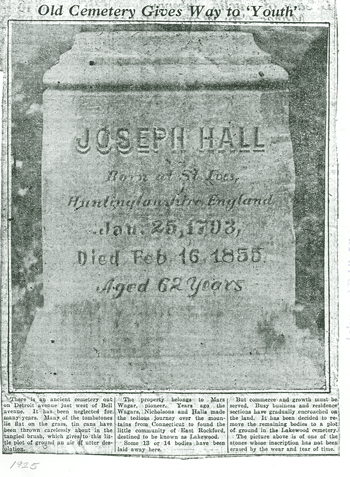 Old Cemetery Gives Way to 'Youth'
JOSEPH HALL
Born at St Ives,
Huntingdonshire England
Jan. 25, 1793,
Died Feb. 16. 1855.
Aged 62 Years
There is an ancient cemetery out
on Detroit avenue just west of Bell
avenue. It has been neglected for
many years. Many of the tombstones
lie flat on the grass, tin cans have
been thrown carelessly about in the
tangled brush, which gives to this lit-
tle plot of ground an air of utter des-
olation.
The property belongs to Mars
Wagar, pioneer. Years ago the
Wagars, Nicholsons and Halls made
the tedious journey over the moun-
tains from Connecticut to found the
little community of East Rockford,
destined to be known as Lakewood.
Some 13 or 14 bodies have been
laid away here.
But commerce and growth must be
served. Busy business and residence
sections have gradually encroached on
the land. It has been decided to re-
move the remaining bodies to a plot
of ground in the Lakewood cemetery.
The picture above is of one of the
stones whose inscription has not been
erased by the wear and tear of time.
1925